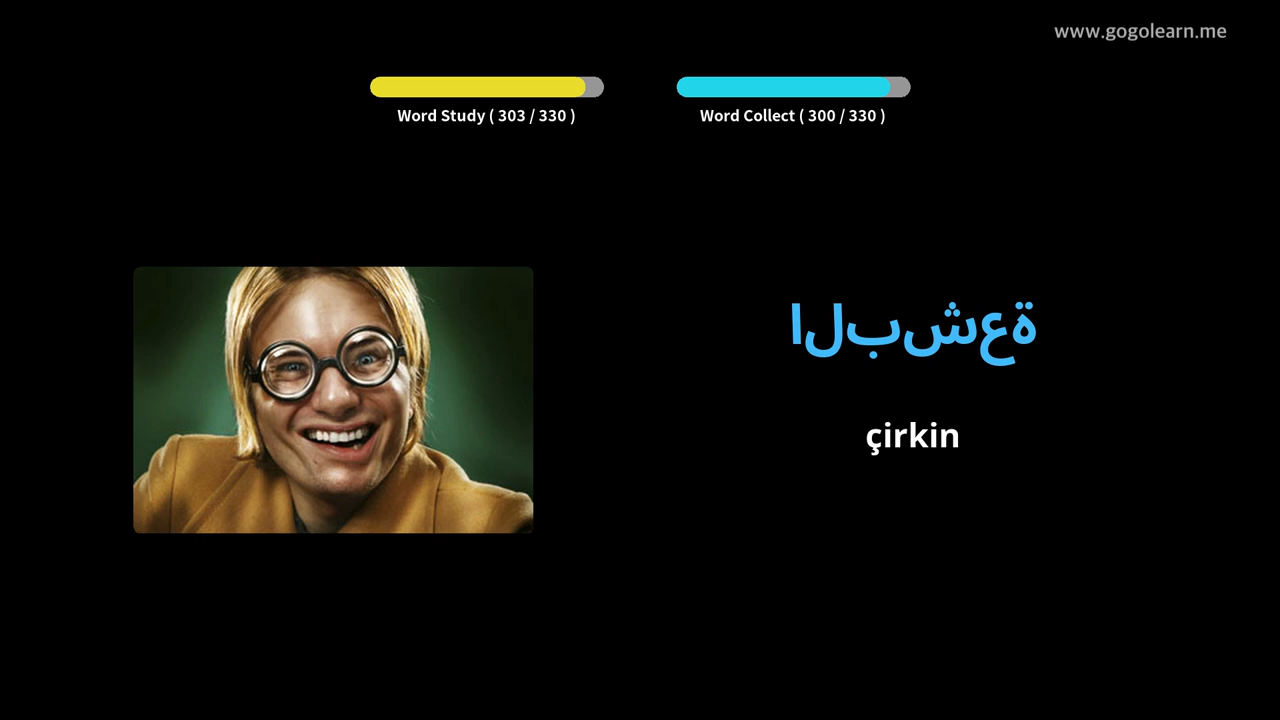 www.gogolearn.me
Word Study ( 303 / 330 )
Word Collect ( 300 / 330 )
البشعة
çirkin